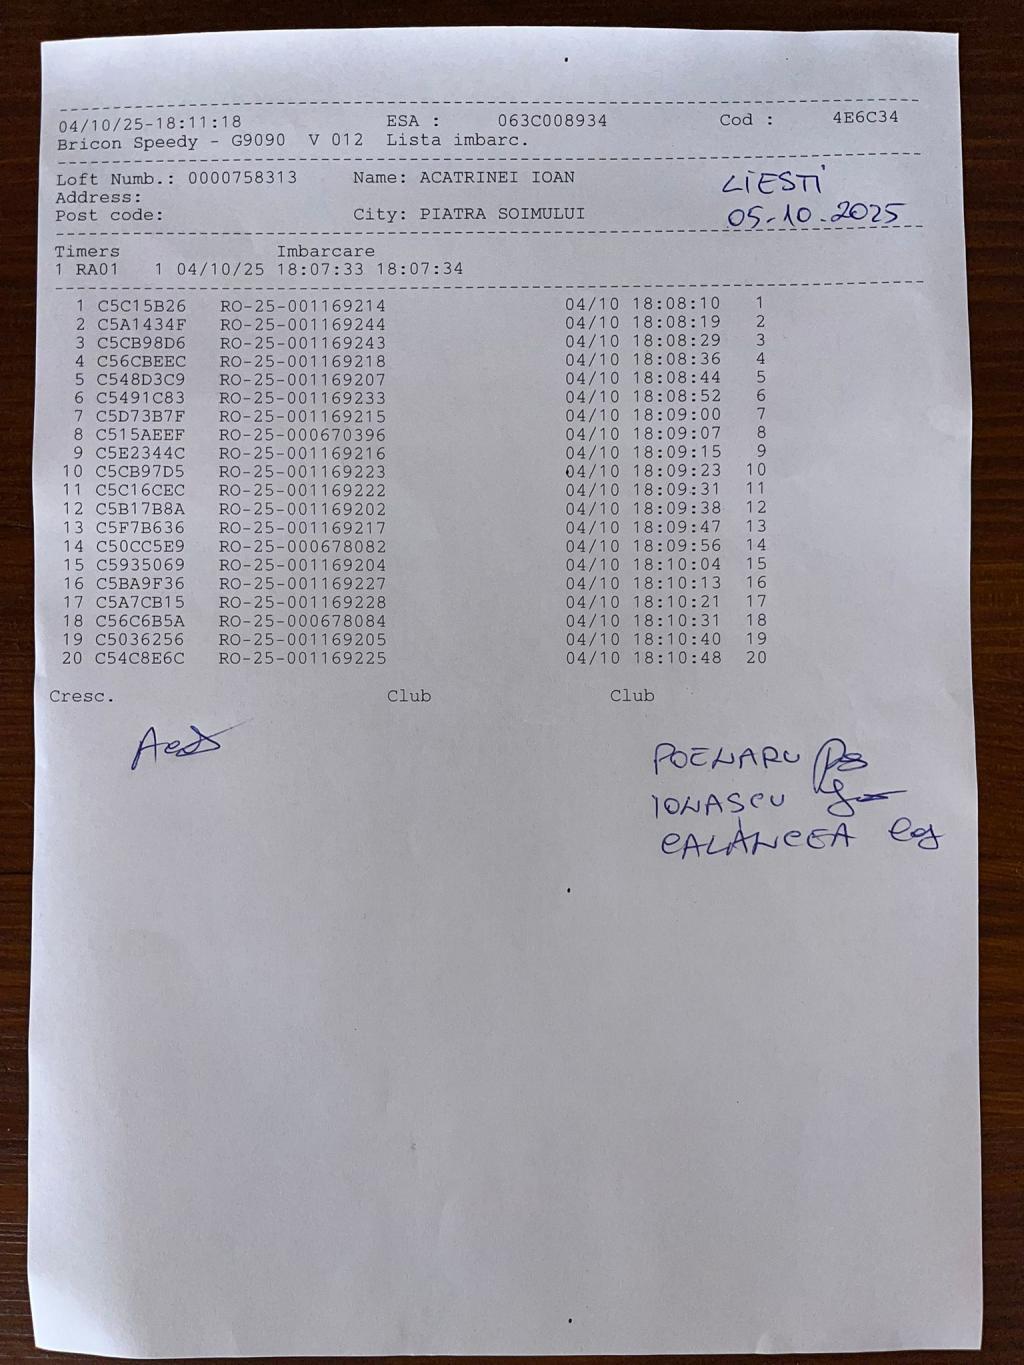 04/10/25-18:11:18 ESA : 063C008934 Cod : 4E6C34
Bricon Speedy - G9090 V 012 Lista imbarc.
Loft Numb.: 0000758313 Name: ACATRINEI IOAN
LIESTI
Address:
Post code: City: PIATRA SOIMULUI
05-10-2025
Timers Imbarcare
1 RA01 1 04/10/25 18:07:33 18:07:34
1 C5C15B26 RO-25-001169214 04/10 18:08:10 1
2 C5A1434F RO-25-001169244 04/10 18:08:19 2
3 C5CB98D6 RO-25-001169243 04/10 18:08:29 3
4 C56CBEEC RO-25-001169218 04/10 18:08:36 4
5 C548D3C9 RO-25-001169207 04/10 18:08:44 5
6 C5491C83 RO-25-001169233 04/10 18:08:52 6
7 C5D73B7F RO-25-001169215 04/10 18:09:00 7
8 C515AEEF RO-25-000670396 04/10 18:09:07 8
9 C5E2344C RO-25-001169216 04/10 18:09:15 9
10 C5CB97D5 RO-25-001169223 04/10 18:09:23 10
11 C5C16CEC RO-25-001169222 04/10 18:09:31 11
12 C5B17B8A RO-25-001169202 04/10 18:09:38 12
13 C5F7B636 RO-25-001169217 04/10 18:09:47 13
14 C50CC5E9 RO-25-000678082 04/10 18:09:56 14
15 C5935069 RO-25-001169204 04/10 18:10:04 15
16 C5BA9F36 RO-25-001169227 04/10 18:10:13 16
17 C5A7CB15 RO-25-001169228 04/10 18:10:21 17
18 C56C6B5A RO-25-000678084 04/10 18:10:31 18
19 C5036256 RO-25-001169205 04/10 18:10:40 19
20 C54C8E6C RO-25-001169225 04/10 18:10:48 20
Cresc. Club Club
POENARU
IONASCU
CALANCEA